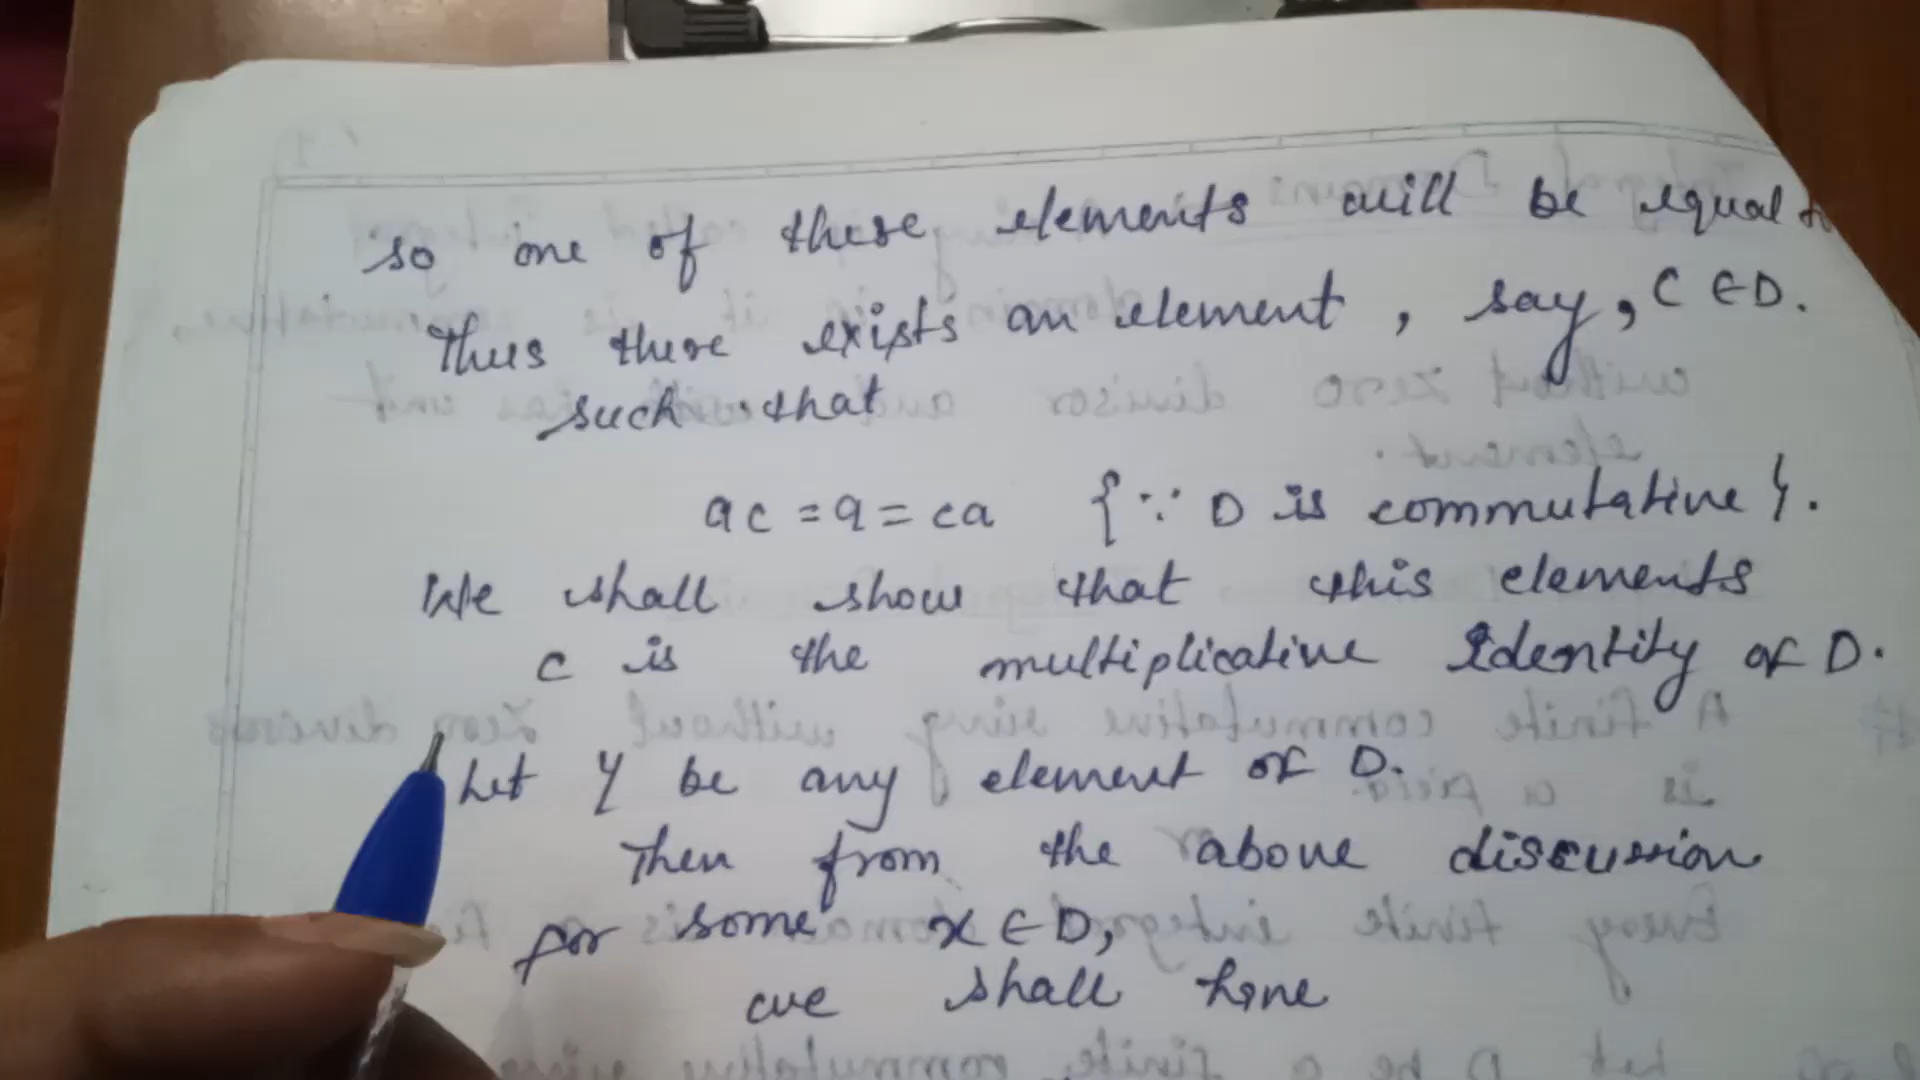 so one of these elements will be equal to
Thus there exists an element, say, C ∈ D.
such that
ac = a = ca {∵ D is commutative}.
We shall show that this elements
C is the multiplicative Identity of D.
Let y be any element of D.
Then from the above discussion
for some x ∈ D,
we shall have